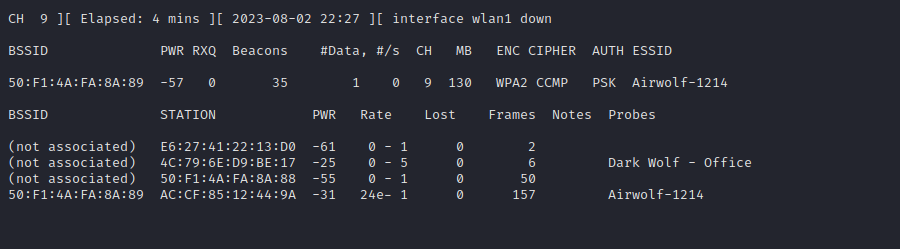 CH  9 ][ Elapsed: 4 mins ][ 2023-08-02 22:27 ][ interface wlan1 down
BSSID              PWR RXQ  Beacons    #Data, #/s  CH   MB   ENC CIPHER  AUTH ESSID
50:F1:4A:FA:8A:89  -57   0       35        1    0   9  130   WPA2 CCMP   PSK  Airwolf-1214
BSSID              STATION            PWR   Rate    Lost    Frames  Notes  Probes
(not associated)   E6:27:41:22:13:D0  -61    0 - 1      0        2
(not associated)   4C:79:6E:D9:BE:17  -25    0 - 5      0        6         Dark Wolf - Office
(not associated)   50:F1:4A:FA:8A:88  -55    0 - 1      0       50
50:F1:4A:FA:8A:89  AC:CF:85:12:44:9A  -31   24e- 1      0      157         Airwolf-1214